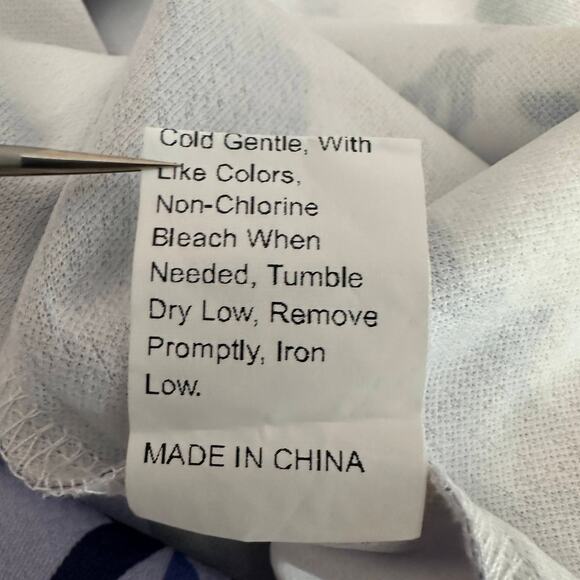 Cold Gentle, With
Like Colors,
Non-Chlorine
Bleach When
Needed, Tumble
Dry Low, Remove
Promptly, Iron
Low.
MADE IN CHINA